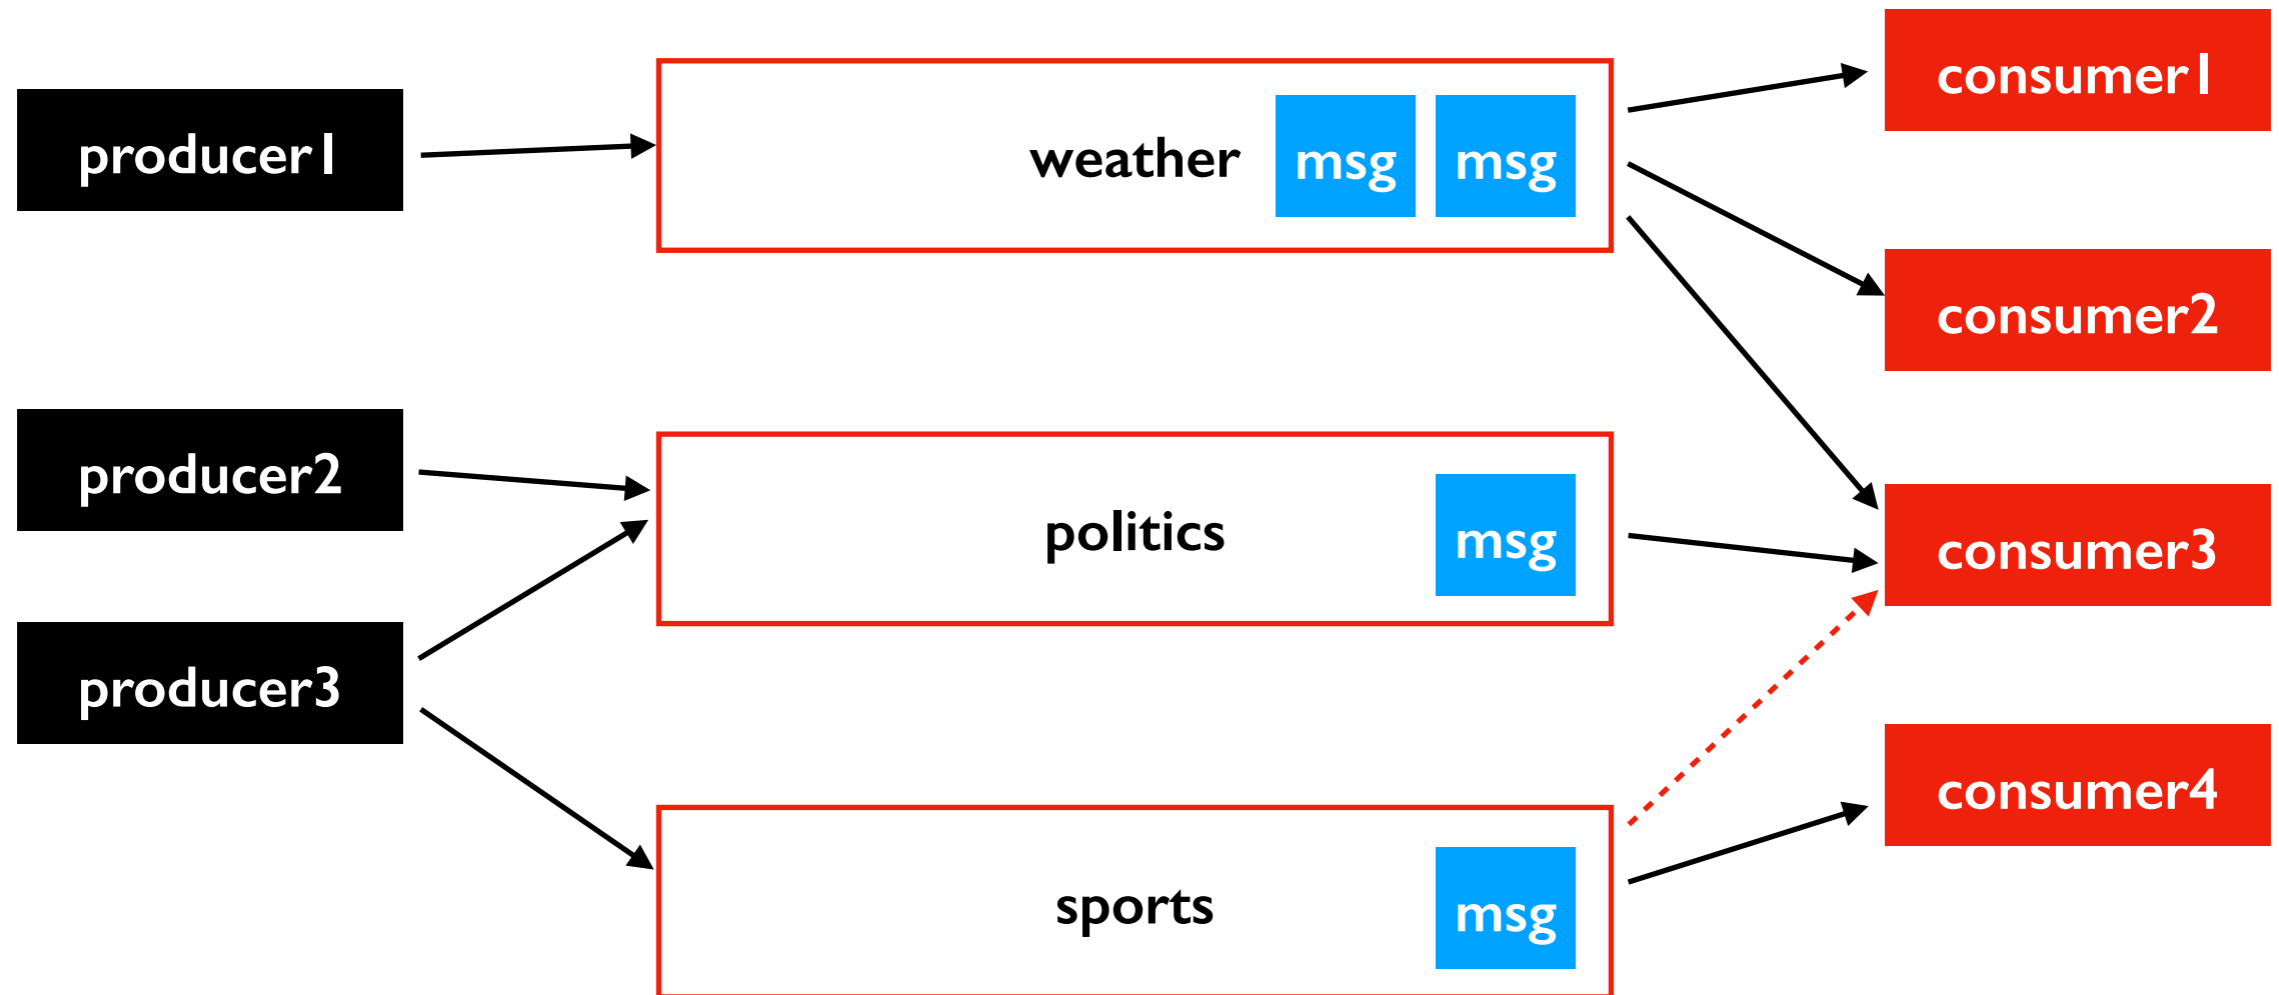 producer1
producer2
producer3
weather
msg
msg
politics
msg
sports
msg
consumer1
consumer2
consumer3
consumer4